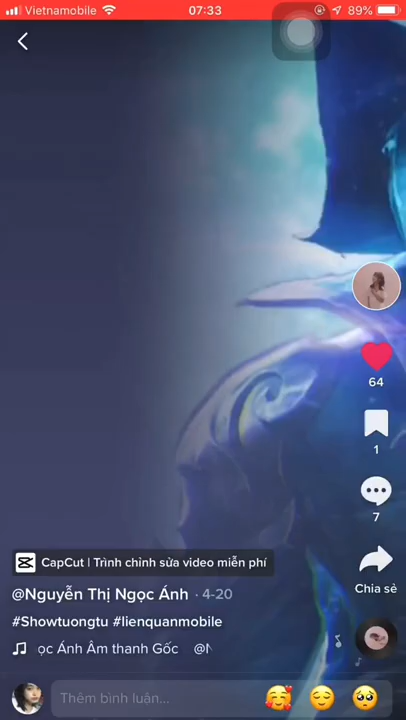 Vietnamobile
07:33
89%
64
1
7
Chia sẻ
CapCut | Trình chỉnh sửa video miễn phí
@Nguyễn Thị Ngọc Ánh · 4-20
#Showtuongtu #lienquanmobile
ọc Ánh Âm thanh Gốc @N
Thêm bình luận...